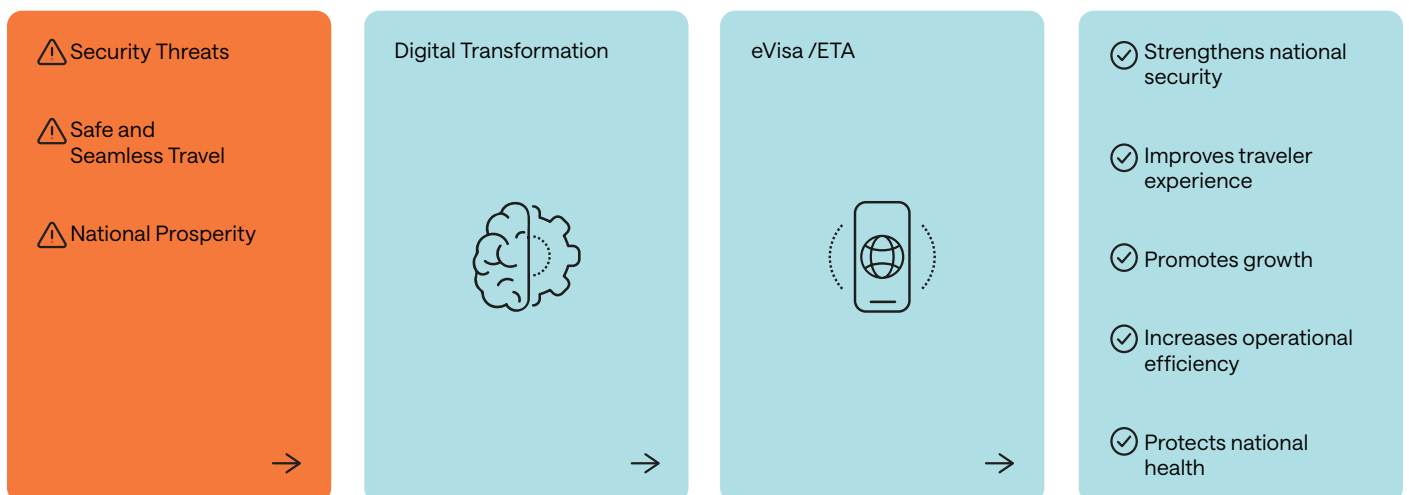 Security Threats
Safe and
Seamless Travel
National Prosperity
Digital Transformation
eVisa /ETA
Strengthens national
security
Improves traveler
experience
Promotes growth
Increases operational
efficiency
Protects national
health